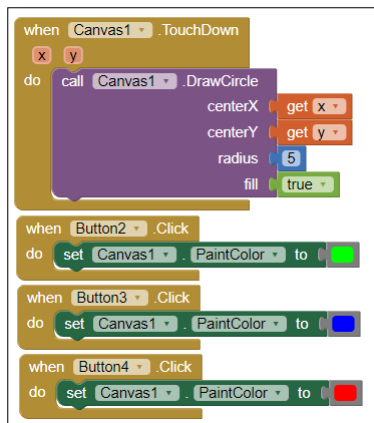 when Canvas1 .TouchDown
x y
do call Canvas1 .DrawCircle
centerX get x
centerY get y
radius 5
fill true
when Button2 .Click
do set Canvas1 . PaintColor to
when Button3 .Click
do set Canvas1 . PaintColor to
when Button4 .Click
do set Canvas1 . PaintColor to